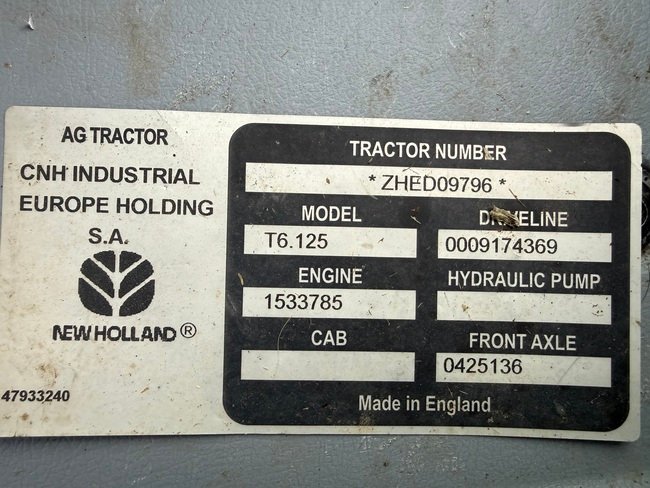 AG TRACTOR
CNH INDUSTRIAL
EUROPE HOLDING
S.A.
NEW HOLLAND ®
47933240
TRACTOR NUMBER
* ZHED09796 *
MODEL
T6.125
DRIVELINE
0009174369
ENGINE
1533785
HYDRAULIC PUMP
CAB
FRONT AXLE
0425136
Made in England